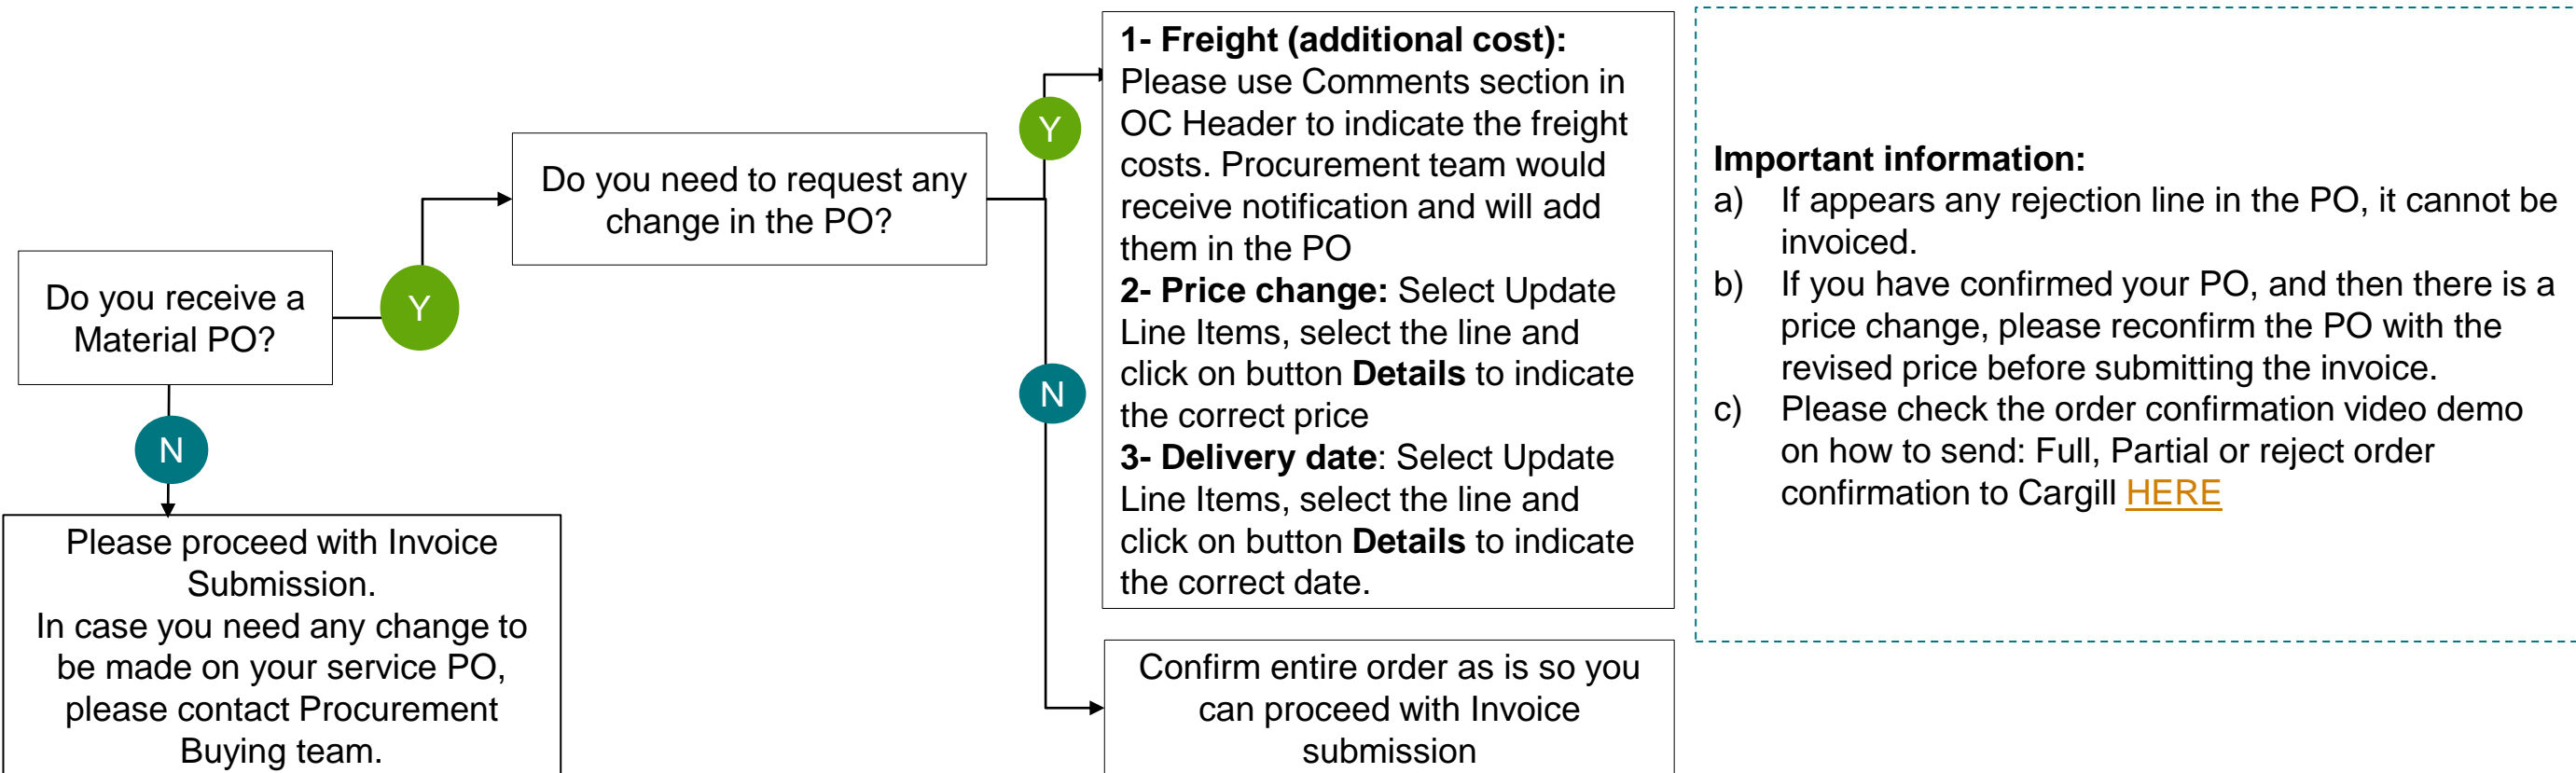 Do you receive a
Material PO?
Y
N
Please proceed with Invoice
Submission.
In case you need any change to
be made on your service PO,
please contact Procurement
Buying team.
Do you need to request any
change in the PO?
Y
N
1- Freight (additional cost):
Please use Comments section in
OC Header to indicate the freight
costs. Procurement team would
receive notification and will add
them in the PO
2- Price change: Select Update
Line Items, select the line and
click on button Details to indicate
the correct price
3- Delivery date: Select Update
Line Items, select the line and
click on button Details to indicate
the correct date.
Confirm entire order as is so you
can proceed with Invoice
submission
Important information:
a) If appears any rejection line in the PO, it cannot be
invoiced.
b) If you have confirmed your PO, and then there is a
price change, please reconfirm the PO with the
revised price before submitting the invoice.
c) Please check the order confirmation video demo
on how to send: Full, Partial or reject order
confirmation to Cargill HERE